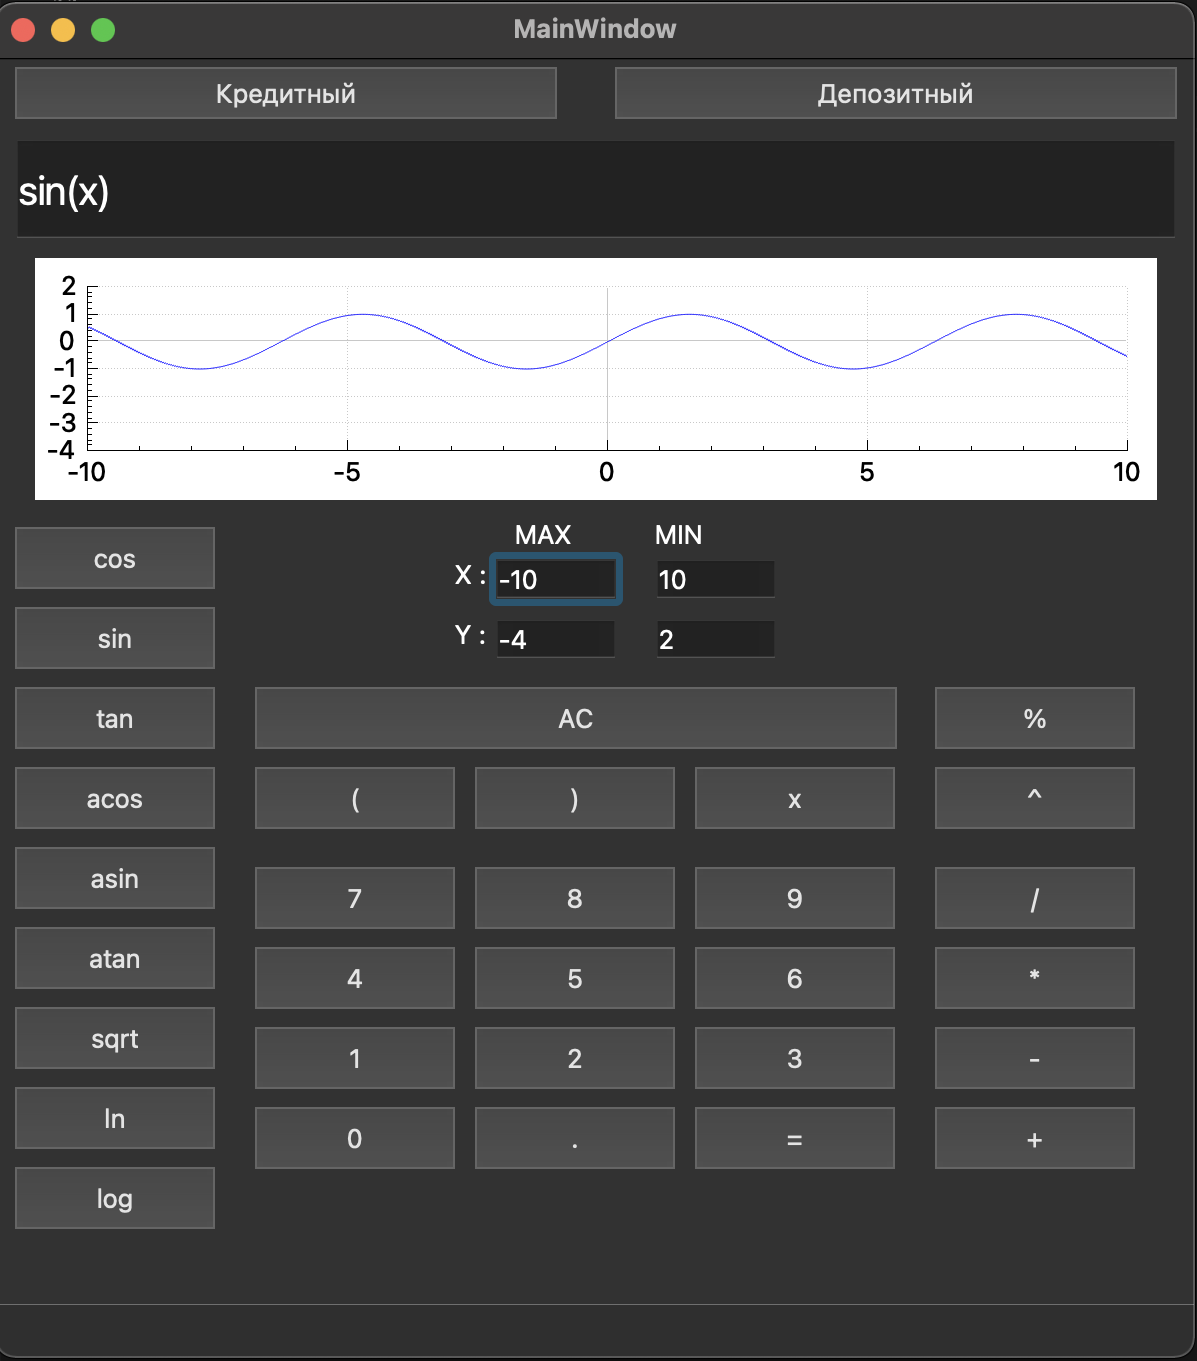 MainWindow
Кредитный Депозитный
sin(x)
2
1
0
-1
-2
-3
-4
-10 -5 0 5 10
MAX MIN
X : -10 10
Y : -4 2
cos
sin
tan
acos
asin
atan
sqrt
ln
log
AC %
( ) x ^
7 8 9 /
4 5 6 *
1 2 3 -
0 . = +